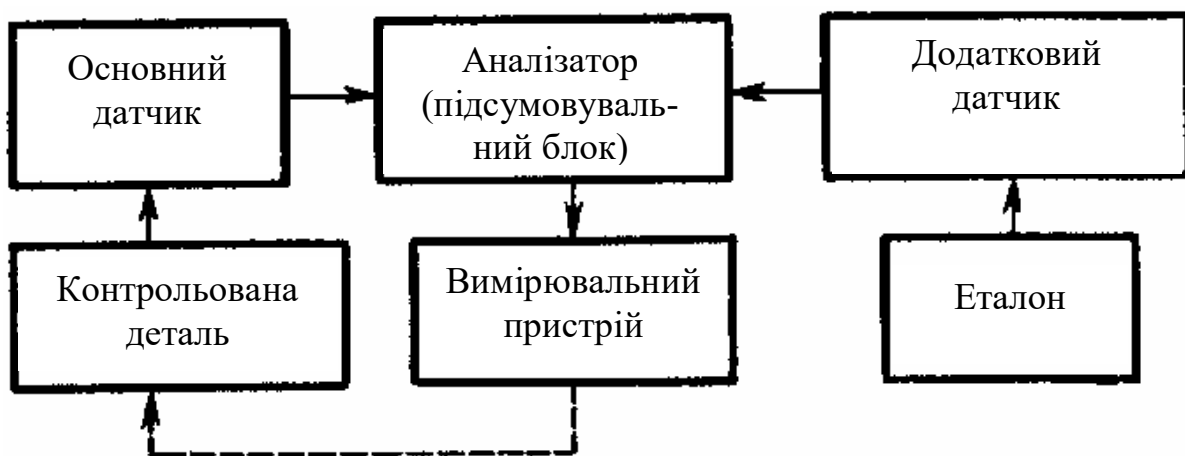 Основний
датчик
Аналізатор
(підсумовуваль-
ний блок)
Додатковий
датчик
Контрольована
деталь
Вимірювальний
пристрій
Еталон